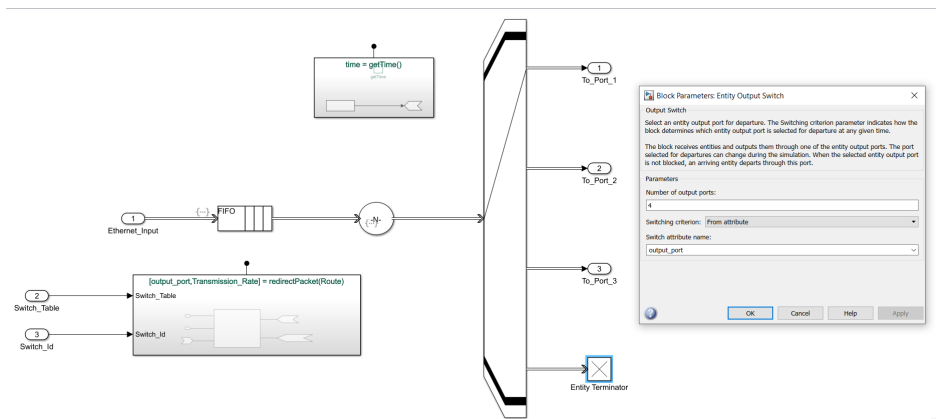 time = getTime()
getTime
1
To_Port_1
2
To_Port_2
FIFO
{...}
-N-
{...}
1
Ethernet_Input
[output_port,Transmission_Rate] = redirectPacket(Route)
2
Switch_Table
Switch_Table
3
Switch_Id
Switch_Id
3
To_Port_3
Entity Terminator
Block Parameters: Entity Output Switch
Output Switch
Select an entity output port for departure. The Switching criterion parameter indicates how the
block determines which entity output port is selected for departure at any given time.
The block receives entities and outputs them through one of the entity output ports. The port
selected for departures can change during the simulation. When the selected entity output port
is not blocked, an arriving entity departs through this port.
Parameters
Number of output ports:
4
Switching criterion: From attribute
Switch attribute name:
output_port
OK Cancel Help Apply